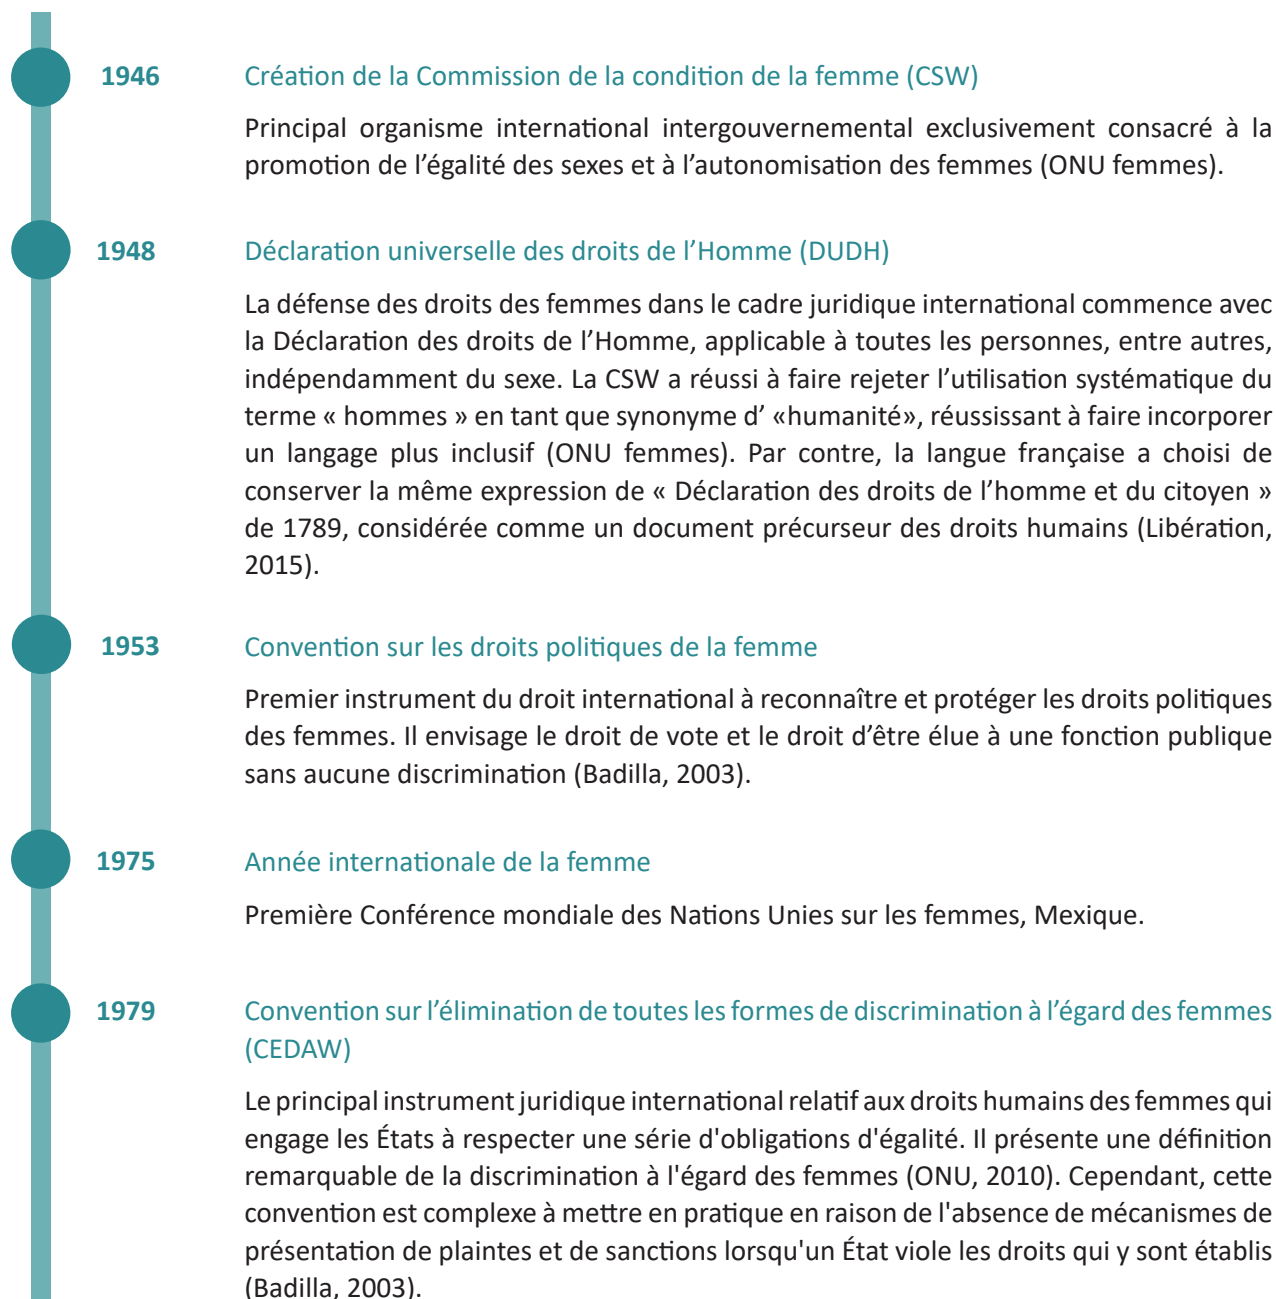 1946 Création de la Commission de la condition de la femme (CSW)
Principal organisme international intergouvernemental exclusivement consacré à la
promotion de l’égalité des sexes et à l’autonomisation des femmes (ONU femmes).
1948 Déclaration universelle des droits de l’Homme (DUDH)
La défense des droits des femmes dans le cadre juridique international commence avec
la Déclaration des droits de l’Homme, applicable à toutes les personnes, entre autres,
indépendamment du sexe. La CSW a réussi à faire rejeter l’utilisation systématique du
terme « hommes » en tant que synonyme d’ «humanité», réussissant à faire incorporer
un langage plus inclusif (ONU femmes). Par contre, la langue française a choisi de
conserver la même expression de « Déclaration des droits de l’homme et du citoyen »
de 1789, considérée comme un document précurseur des droits humains (Libération,
2015).
1953 Convention sur les droits politiques de la femme
Premier instrument du droit international à reconnaître et protéger les droits politiques
des femmes. Il envisage le droit de vote et le droit d’être élue à une fonction publique
sans aucune discrimination (Badilla, 2003).
1975 Année internationale de la femme
Première Conférence mondiale des Nations Unies sur les femmes, Mexique.
1979 Convention sur l’élimination de toutes les formes de discrimination à l’égard des femmes
(CEDAW)
Le principal instrument juridique international relatif aux droits humains des femmes qui
engage les États à respecter une série d'obligations d'égalité. Il présente une définition
remarquable de la discrimination à l'égard des femmes (ONU, 2010). Cependant, cette
convention est complexe à mettre en pratique en raison de l'absence de mécanismes de
présentation de plaintes et de sanctions lorsqu'un État viole les droits qui y sont établis
(Badilla, 2003).